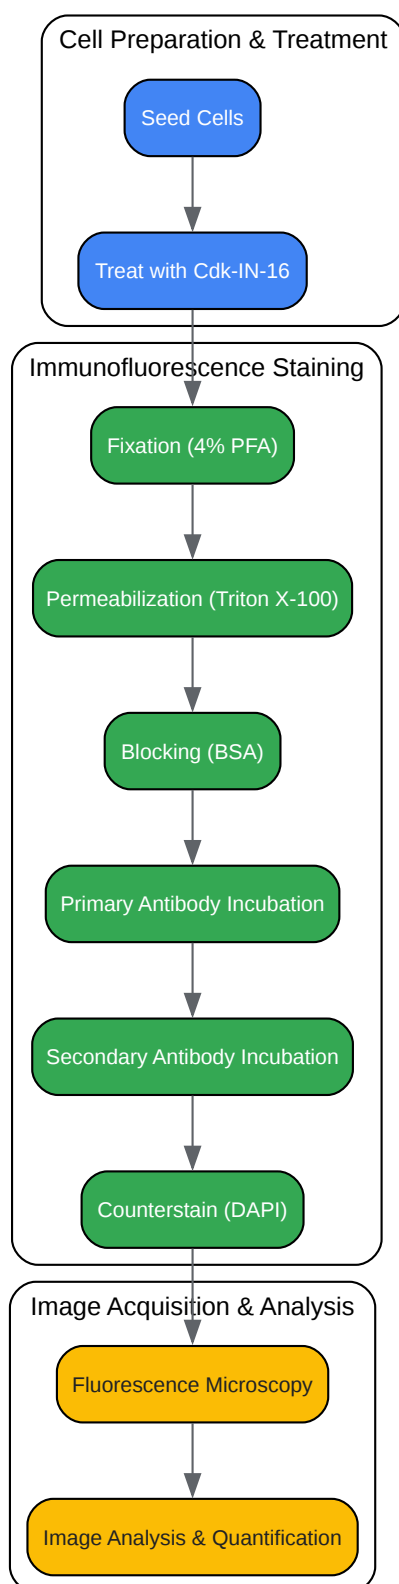 Cell Preparation & Treatment
Seed Cells
Treat with Cdk-IN-16
Immunofluorescence Staining
Fixation (4% PFA)
Permeabilization (Triton X-100)
Blocking (BSA)
Primary Antibody Incubation
Secondary Antibody Incubation
Counterstain (DAPI)
Image Acquisition & Analysis
Fluorescence Microscopy
Image Analysis & Quantification